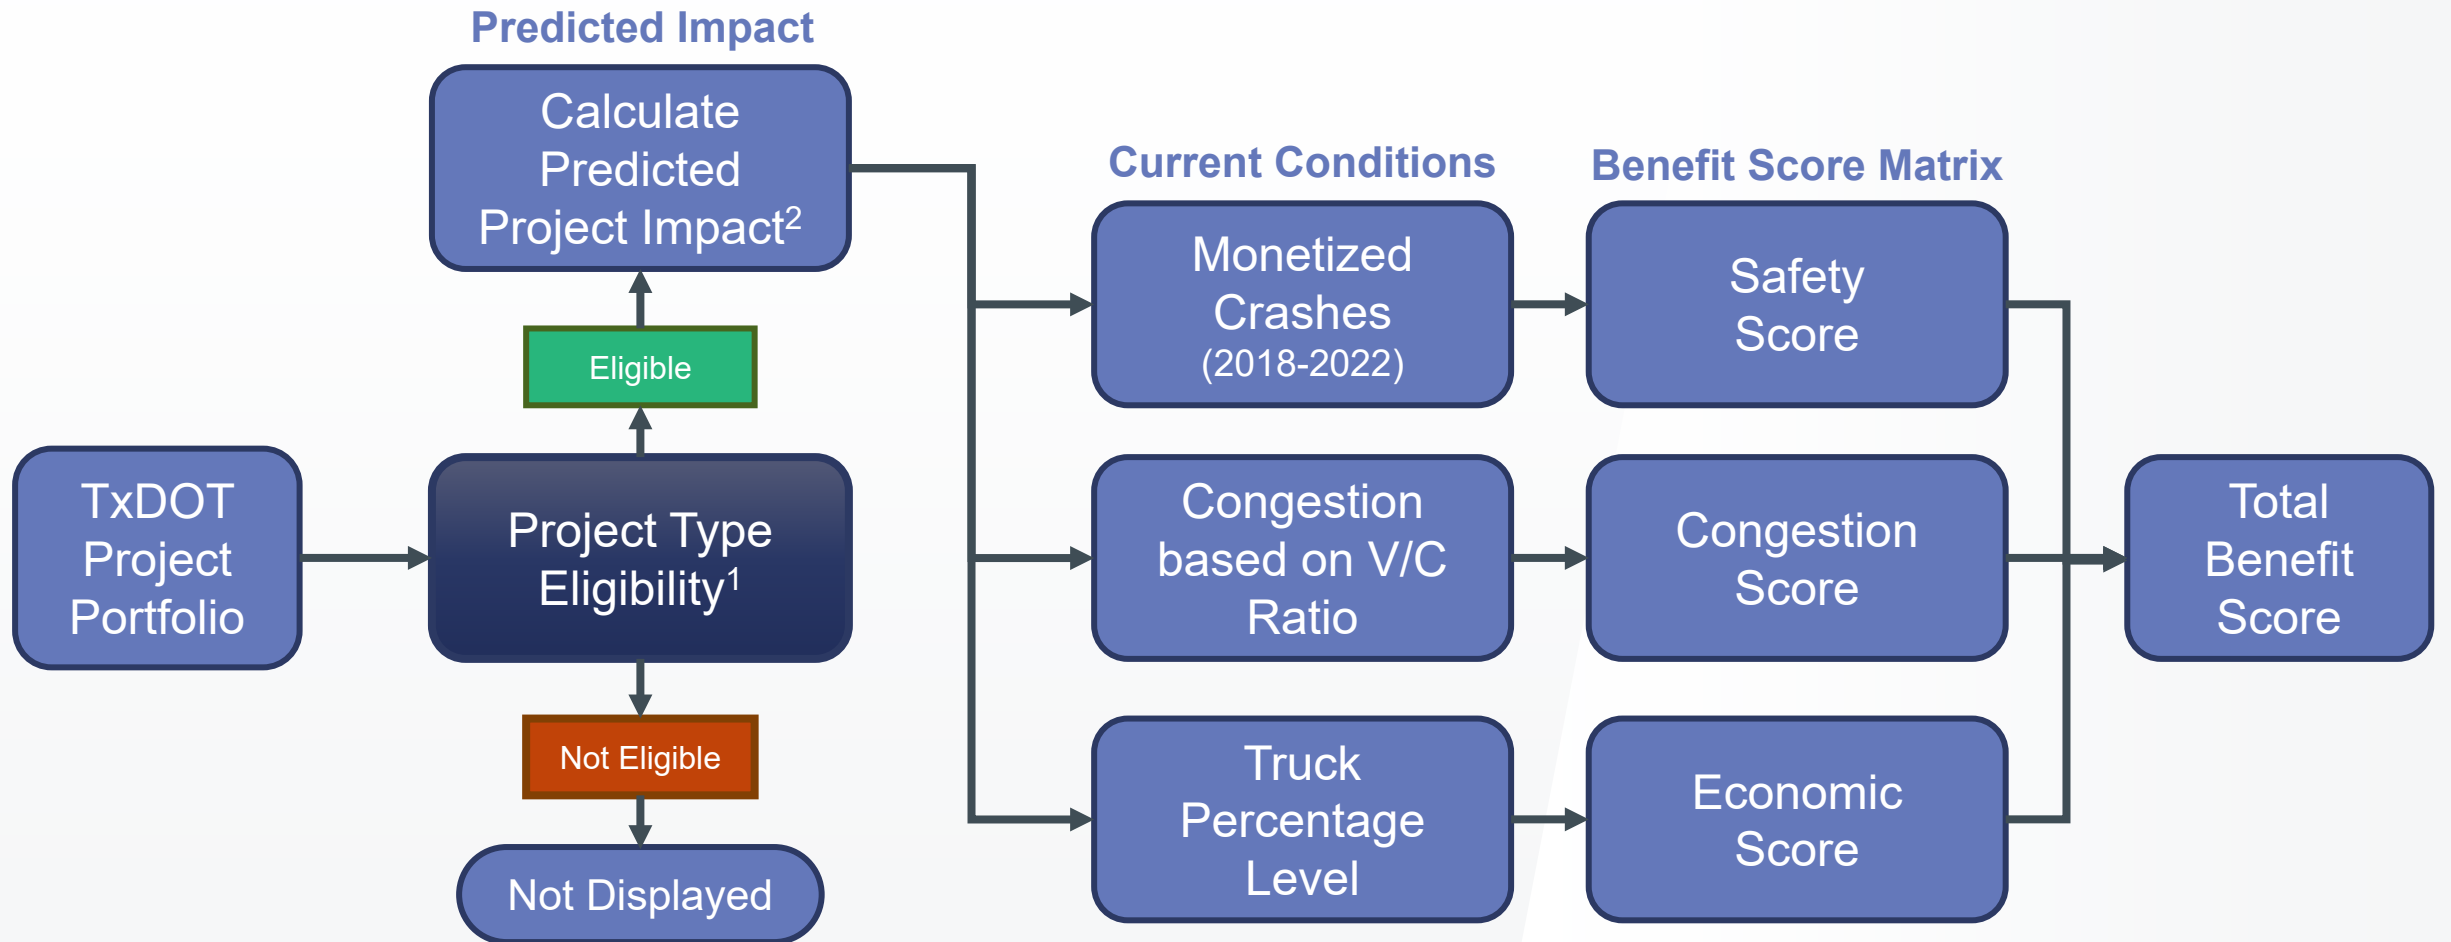 Predicted Impact
Calculate
Predicted
Project Impact²
Eligible
TxDOT
Project
Portfolio
Project Type
Eligibility¹
Not Eligible
Not Displayed
Current Conditions
Monetized
Crashes
(2018-2022)
Congestion
based on V/C
Ratio
Truck
Percentage
Level
Benefit Score Matrix
Safety
Score
Congestion
Score
Economic
Score
Total
Benefit
Score